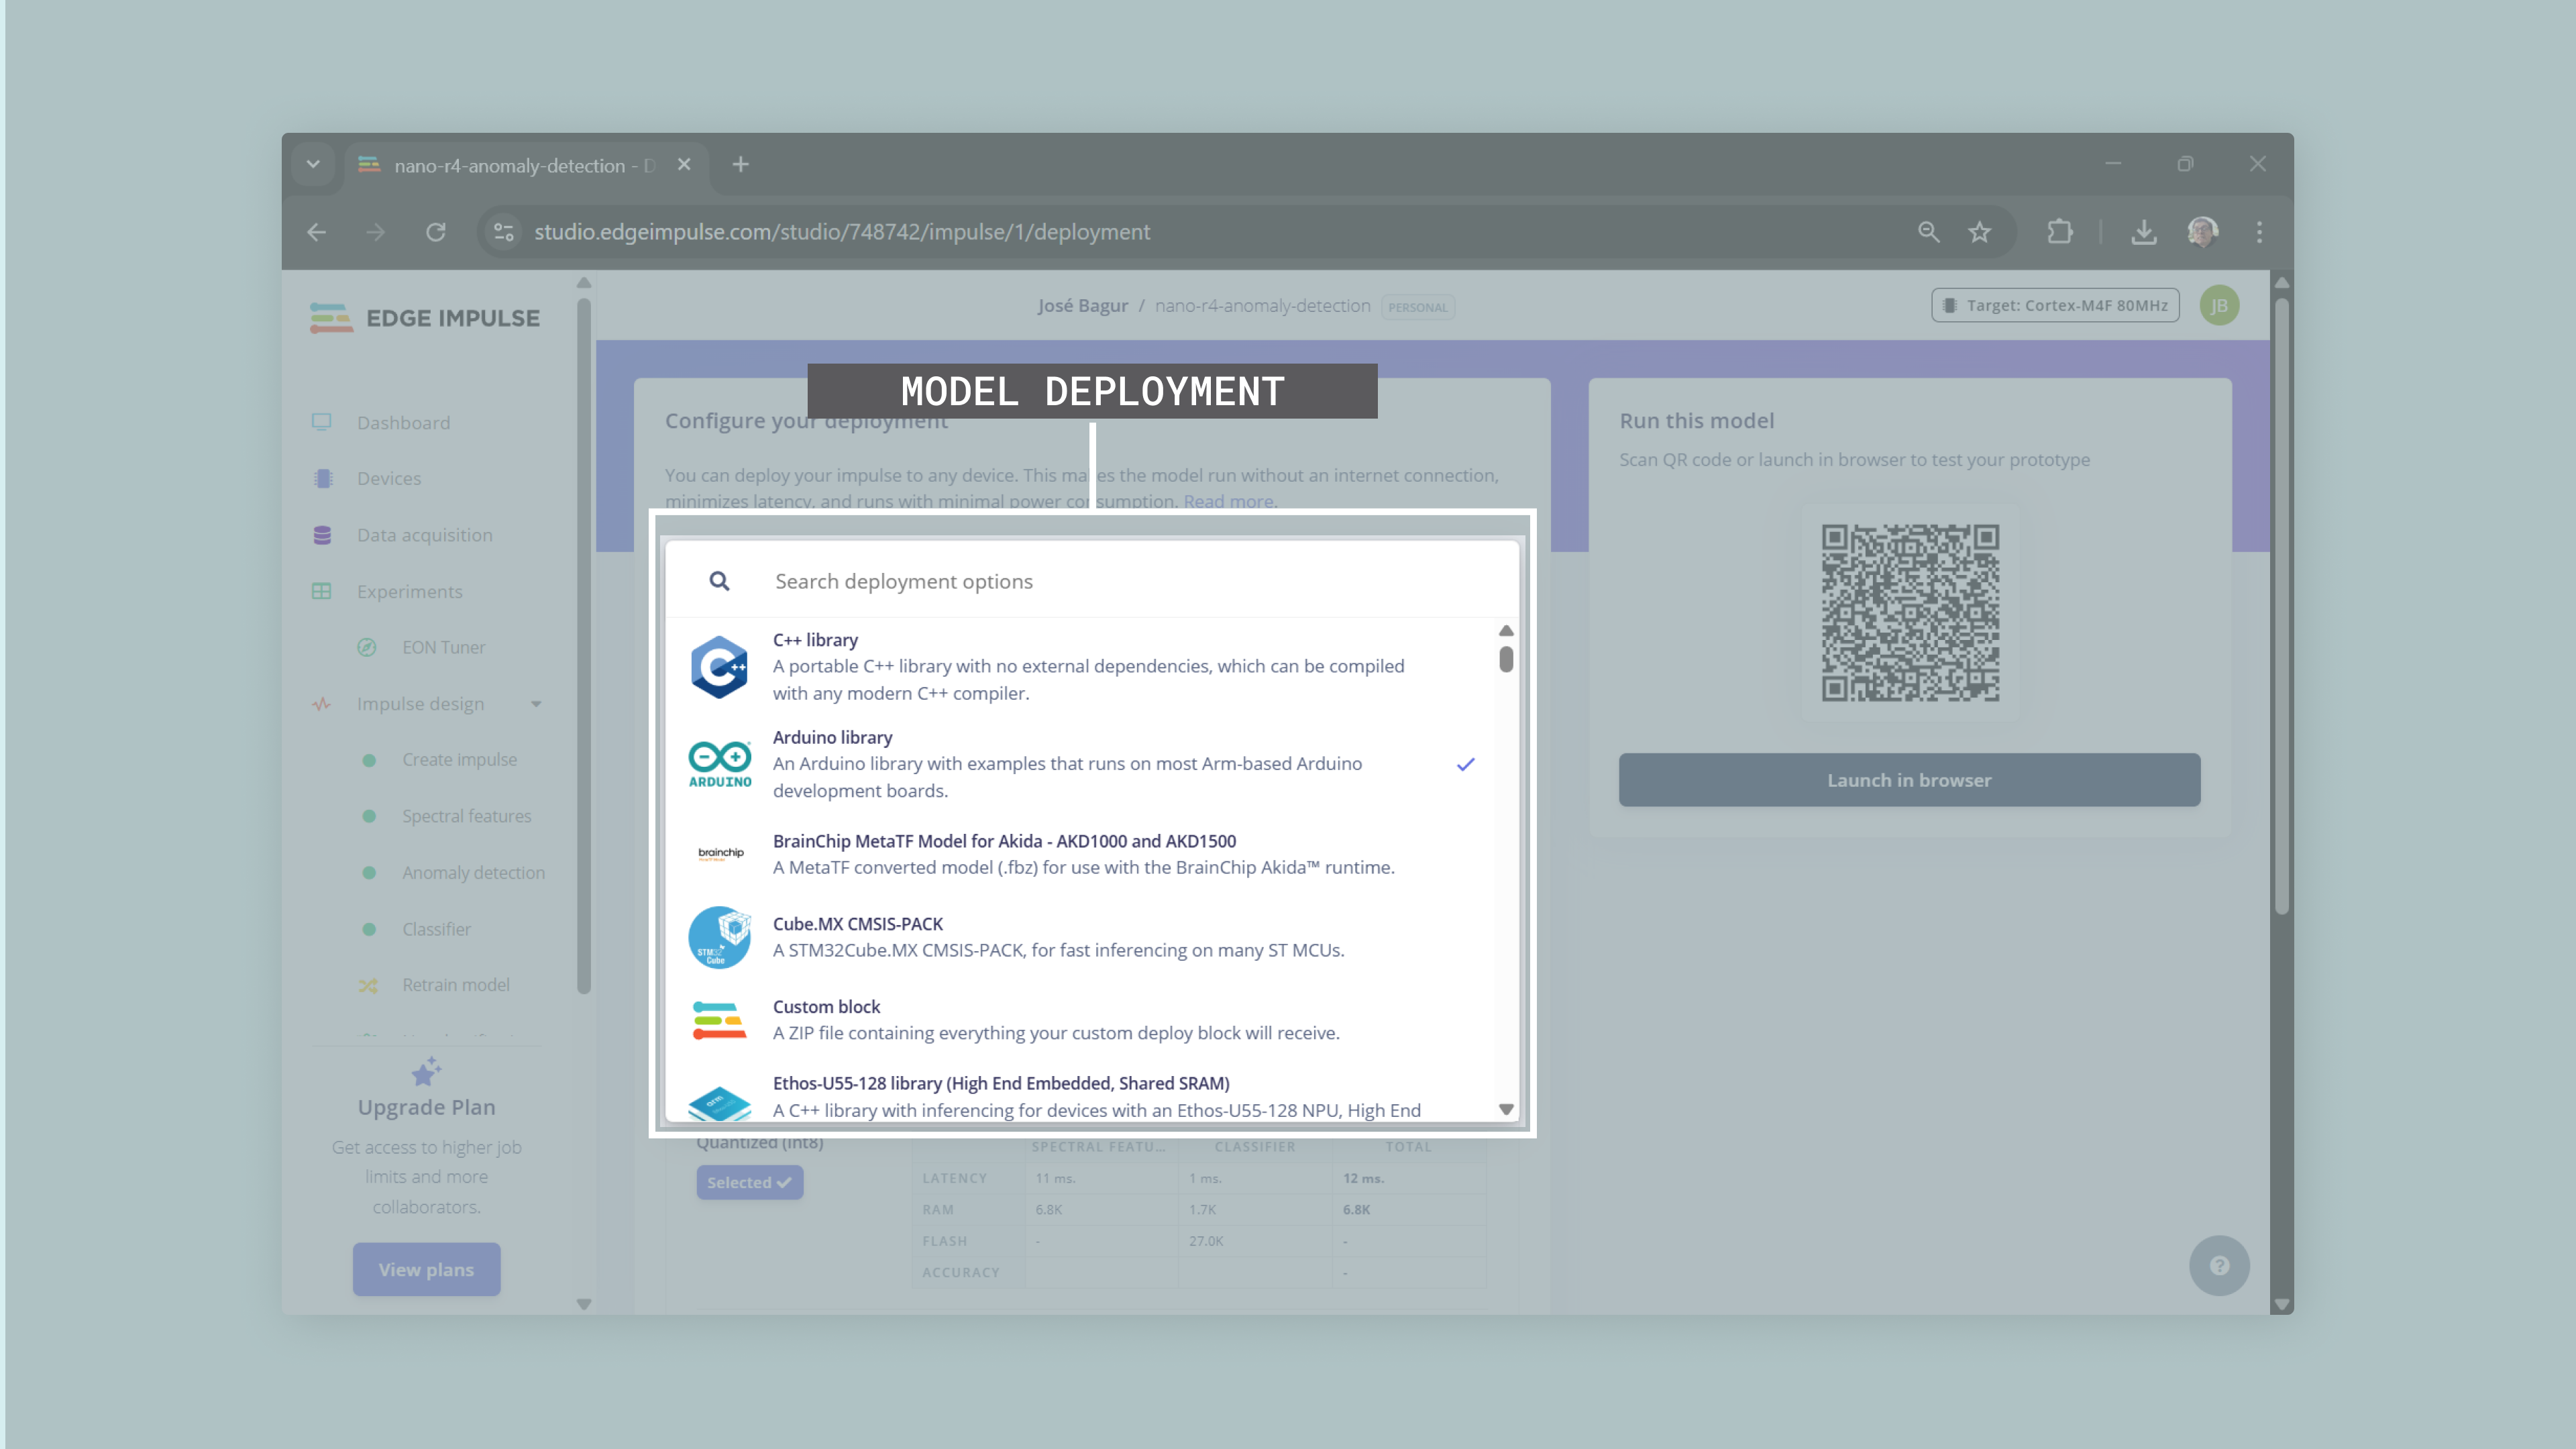 nano-r4-anomaly-detection - D
studio.edgeimpulse.com/studio/748742/impulse/1/deployment
EDGE IMPULSE
José Bagur / nano-r4-anomaly-detection PERSONAL
Target: Cortex-M4F 80MHz
JB
Dashboard
Devices
Data acquisition
Experiments
EON Tuner
Impulse design
Create impulse
Spectral features
Anomaly detection
Classifier
Retrain model
Upgrade Plan
Get access to higher job
limits and more
collaborators.
View plans
MODEL DEPLOYMENT
Configure your deployment
You can deploy your impulse to any device. This makes the model run without an internet connection,
minimizes latency, and runs with minimal power consumption. Read more.
Search deployment options
C++ library
A portable C++ library with no external dependencies, which can be compiled
with any modern C++ compiler.
ARDUINO
Arduino library
An Arduino library with examples that runs on most Arm-based Arduino
development boards.
brainchip
BrainChip MetaTF Model for Akida - AKD1000 and AKD1500
A MetaTF converted model (.fbz) for use with the BrainChip Akida™ runtime.
STM32
Cube
Cube.MX CMSIS-PACK
A STM32Cube.MX CMSIS-PACK, for fast inferencing on many ST MCUs.
Custom block
A ZIP file containing everything your custom deploy block will receive.
arm
Ethos-U55-128 library (High End Embedded, Shared SRAM)
A C++ library with inferencing for devices with an Ethos-U55-128 NPU, High End
Quantized (int8)
Selected
SPECTRAL FEATU... CLASSIFIER TOTAL
LATENCY 11 ms. 1 ms. 12 ms.
RAM 6.8K 1.7K 6.8K
FLASH - 27.0K -
ACCURACY -
Run this model
Scan QR code or launch in browser to test your prototype
Launch in browser
?